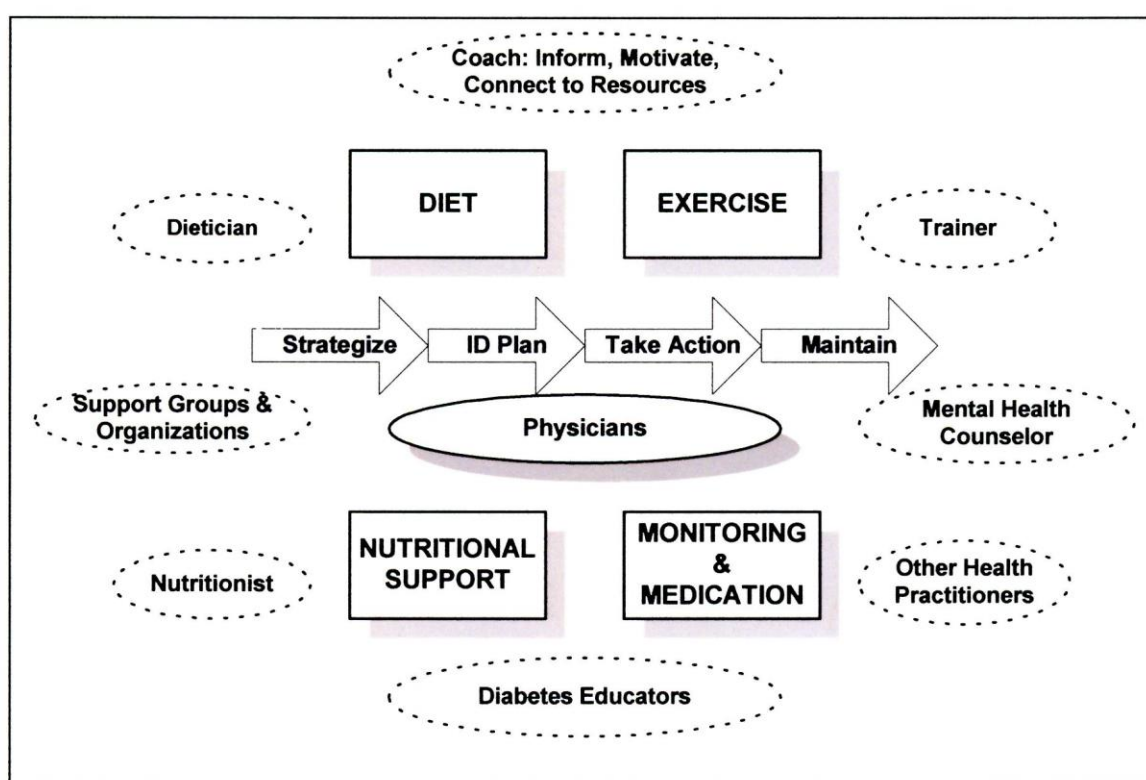 Coach: Inform, Motivate,
Connect to Resources
DIET
EXERCISE
Dietician
Trainer
Strategize
ID Plan
Take Action
Maintain
Support Groups &
Organizations
Physicians
Mental Health
Counselor
NUTRITIONAL
SUPPORT
MONITORING
&
MEDICATION
Nutritionist
Other Health
Practitioners
Diabetes Educators